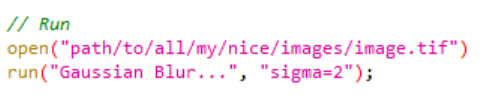 // Run
open("path/to/all/my/nice/images/image.tif")
run("Gaussian Blur...", "sigma=2");